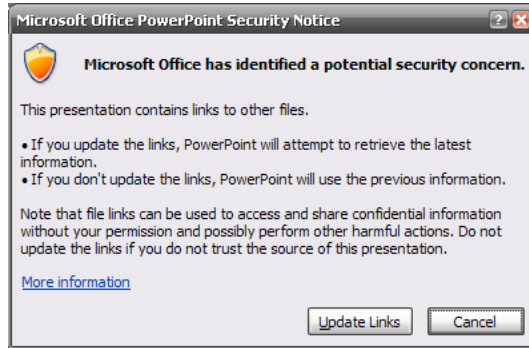 Microsoft Office PowerPoint Security Notice
Microsoft Office has identified a potential security concern.
This presentation contains links to other files.
• If you update the links, PowerPoint will attempt to retrieve the latest
information.
• If you don't update the links, PowerPoint will use the previous information.
Note that file links can be used to access and share confidential information
without your permission and possibly perform other harmful actions. Do not
update the links if you do not trust the source of this presentation.
More information
Update Links Cancel